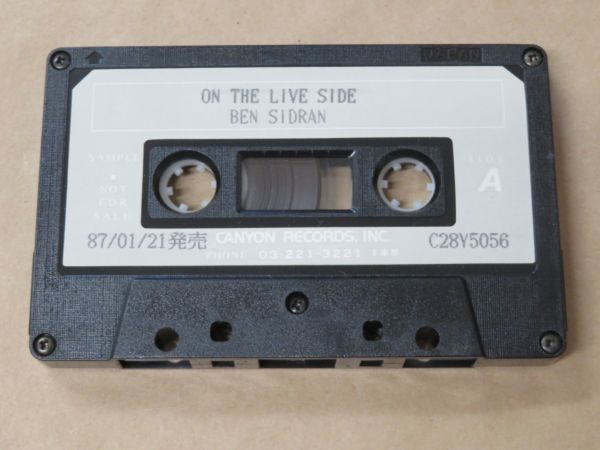 ON THE LIVE SIDE
BEN SIDRAN
SAMPLE
• NOT
FOR
SALE
SIDE
A
87/01/21発売
CANYON RECORDS, INC.
C28Y5056
PHONE 03-221-3221